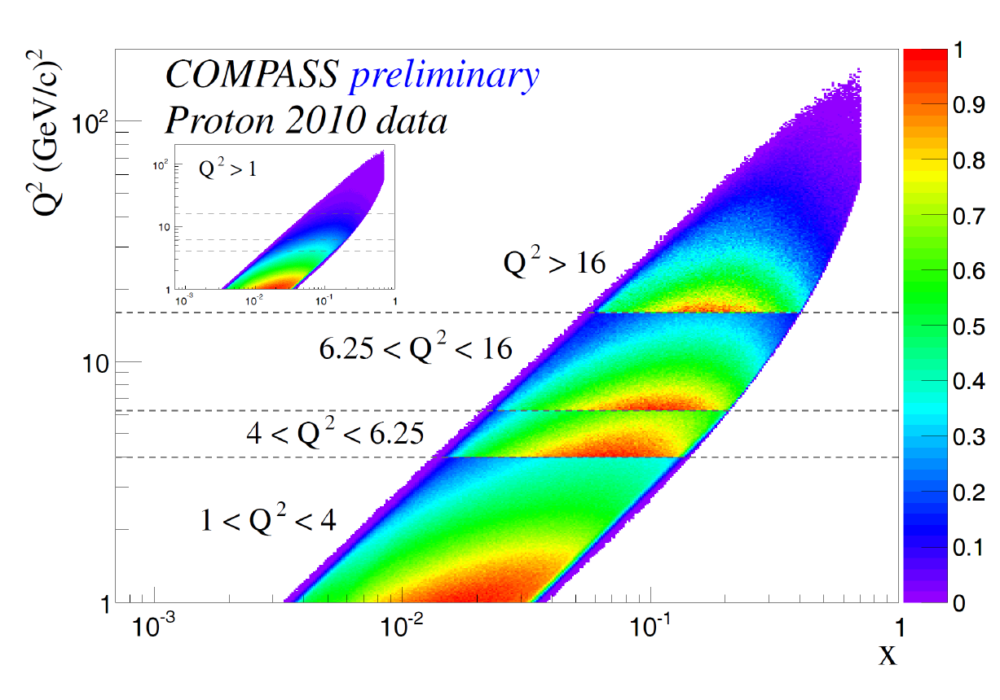 COMPASS preliminary
Proton 2010 data
Q² (GeV/c)²
10²
10
1
Q² > 1
10²
10
1
10⁻³
10⁻²
10⁻¹
1
Q² > 16
6.25 < Q² < 16
4 < Q² < 6.25
1 < Q² < 4
10⁻³
10⁻²
10⁻¹
1
x
1
0.9
0.8
0.7
0.6
0.5
0.4
0.3
0.2
0.1
0